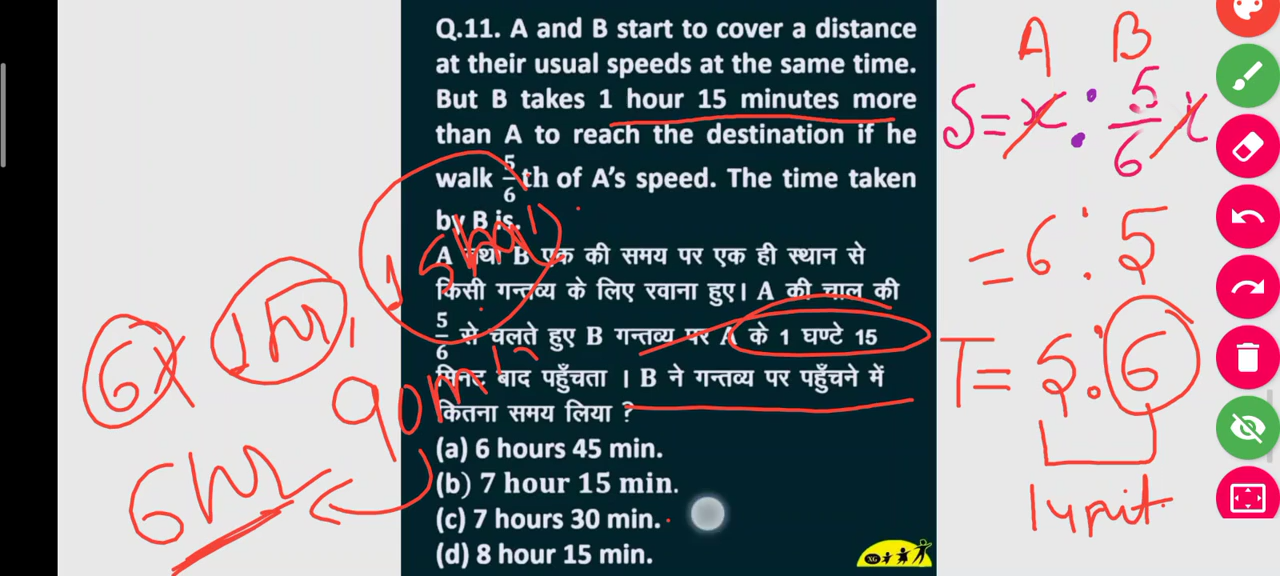 Q.11. A and B start to cover a distance
at their usual speeds at the same time.
But B takes 1 hour 15 minutes more
than A to reach the destination if he
walk 5/6 th of A's speed. The time taken
by B is.
A तथा B एक की समय पर एक ही स्थान से
किसी गन्तव्य के लिए रवाना हुए। A की चाल की
5/6 से चलते हुए B गन्तव्य पर A के 1 घण्टे 15
मिनट बाद पहुँचता । B ने गन्तव्य पर पहुँचने में
कितना समय लिया ?
(a) 6 hours 45 min.
(b) 7 hour 15 min.
(c) 7 hours 30 min.
(d) 8 hour 15 min.
XG
A B
S = x : 5/6 x
= 6 : 5
T = 5 : 6
1 unit
6 x 1 hr,
90 min
6 hr